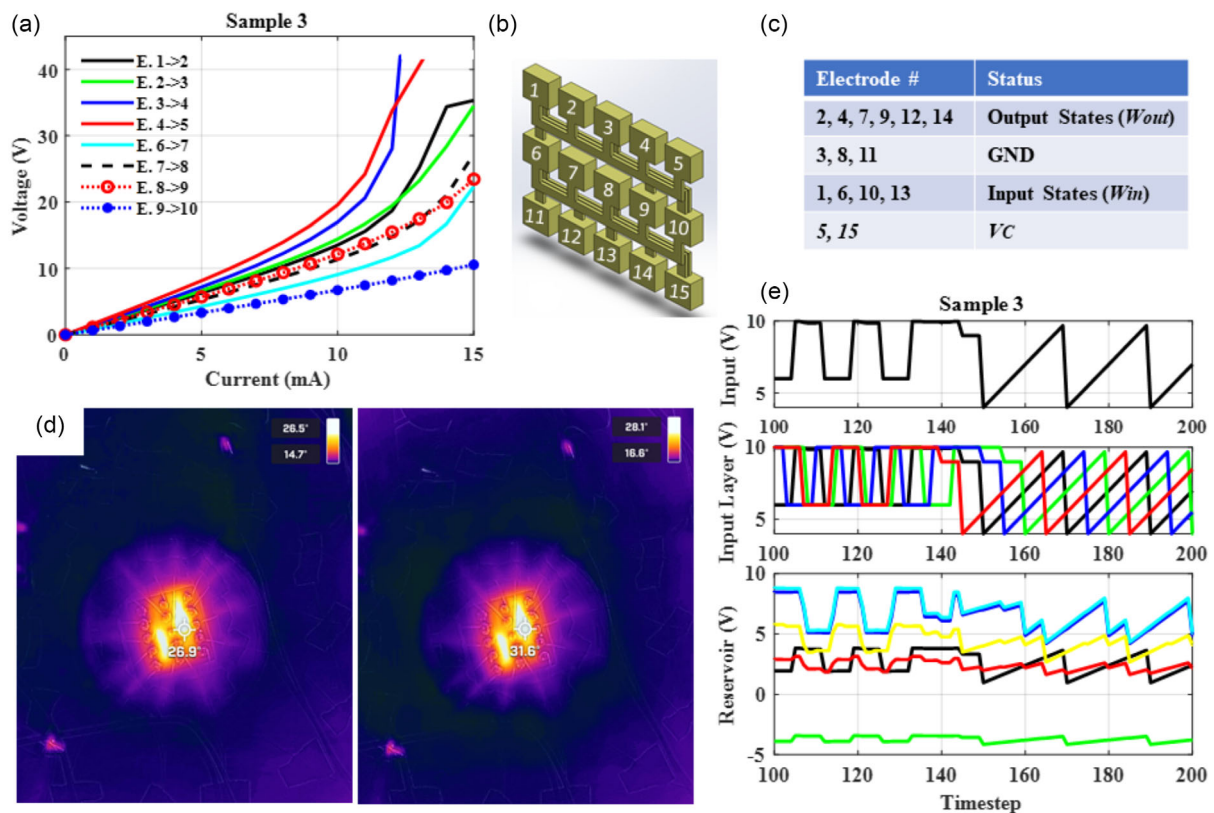 (a)
Sample 3
E. 1->2
E. 2->3
E. 3->4
E. 4->5
E. 6->7
E. 7->8
E. 8->9
E. 9->10
40
30
20
10
0
Voltage (V)
0 5 10 15
Current (mA)
(b)
1 2 3 4 5
6 7 8 9 10
11 12 13 14 15
(c)
Electrode # Status
2, 4, 7, 9, 12, 14 Output States (Wout)
3, 8, 11 GND
1, 6, 10, 13 Input States (Win)
5, 15 VC
(d)
26.5°
14.7°
26.9°
28.1°
16.6°
31.6°
(e)
Sample 3
10
5
Input (V)
100 120 140 160 180 200
10
5
Input Layer (V)
100 120 140 160 180 200
10
5
0
-5
Reservoir (V)
100 120 140 160 180 200
Timestep